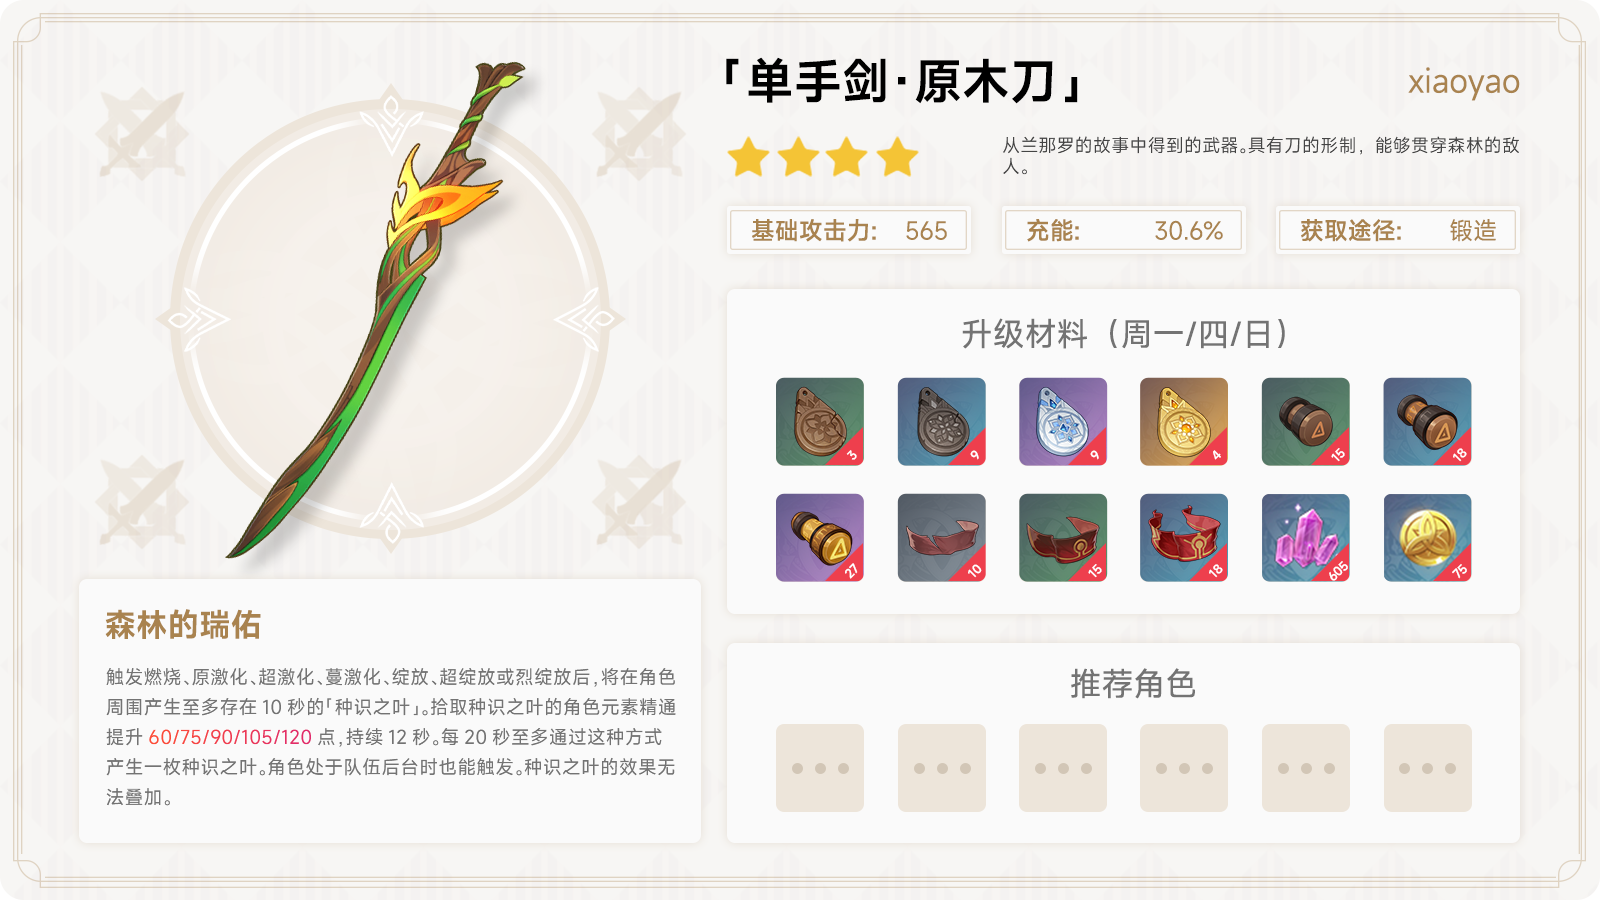 「单手剑·原木刀」
xiaoyao
从兰那罗的故事中得到的武器。具有刀的形制，能够贯穿森林的敌
人。
基础攻击力: 565
充能: 30.6%
获取途径: 锻造
升级材料（周一/四/日）
3 9 9 4 15 18
27 10 15 18 605 75
森林的瑞佑
触发燃烧、原激化、超激化、蔓激化、绽放、超绽放或烈绽放后,将在角色
周围产生至多存在 10 秒的「种识之叶」。拾取种识之叶的角色元素精通
提升 60/75/90/105/120 点,持续 12 秒。每 20 秒至多通过这种方式
产生一枚种识之叶。角色处于队伍后台时也能触发。种识之叶的效果无
法叠加。
推荐角色